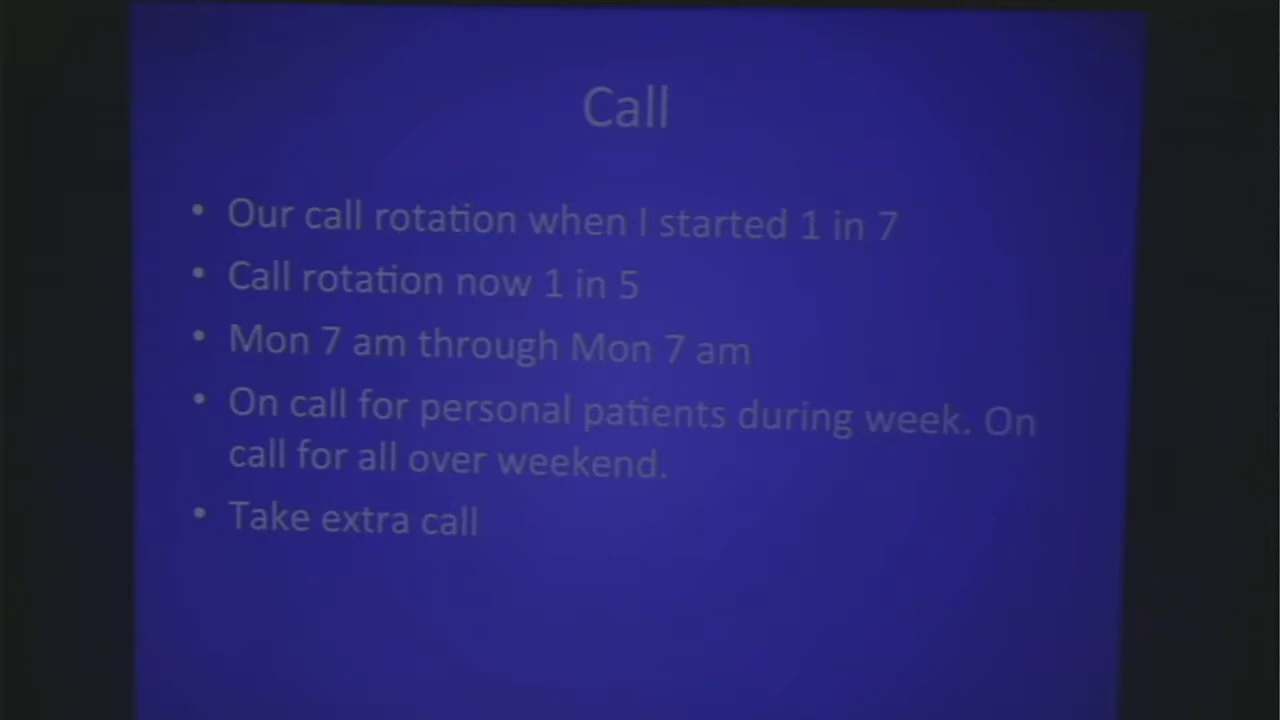 Call
• Our call rotation when I started 1 in 7
• Call rotation now 1 in 5
• Mon 7 am through Mon 7 am
• On call for personal patients during week. On
call for all over weekend.
• Take extra call